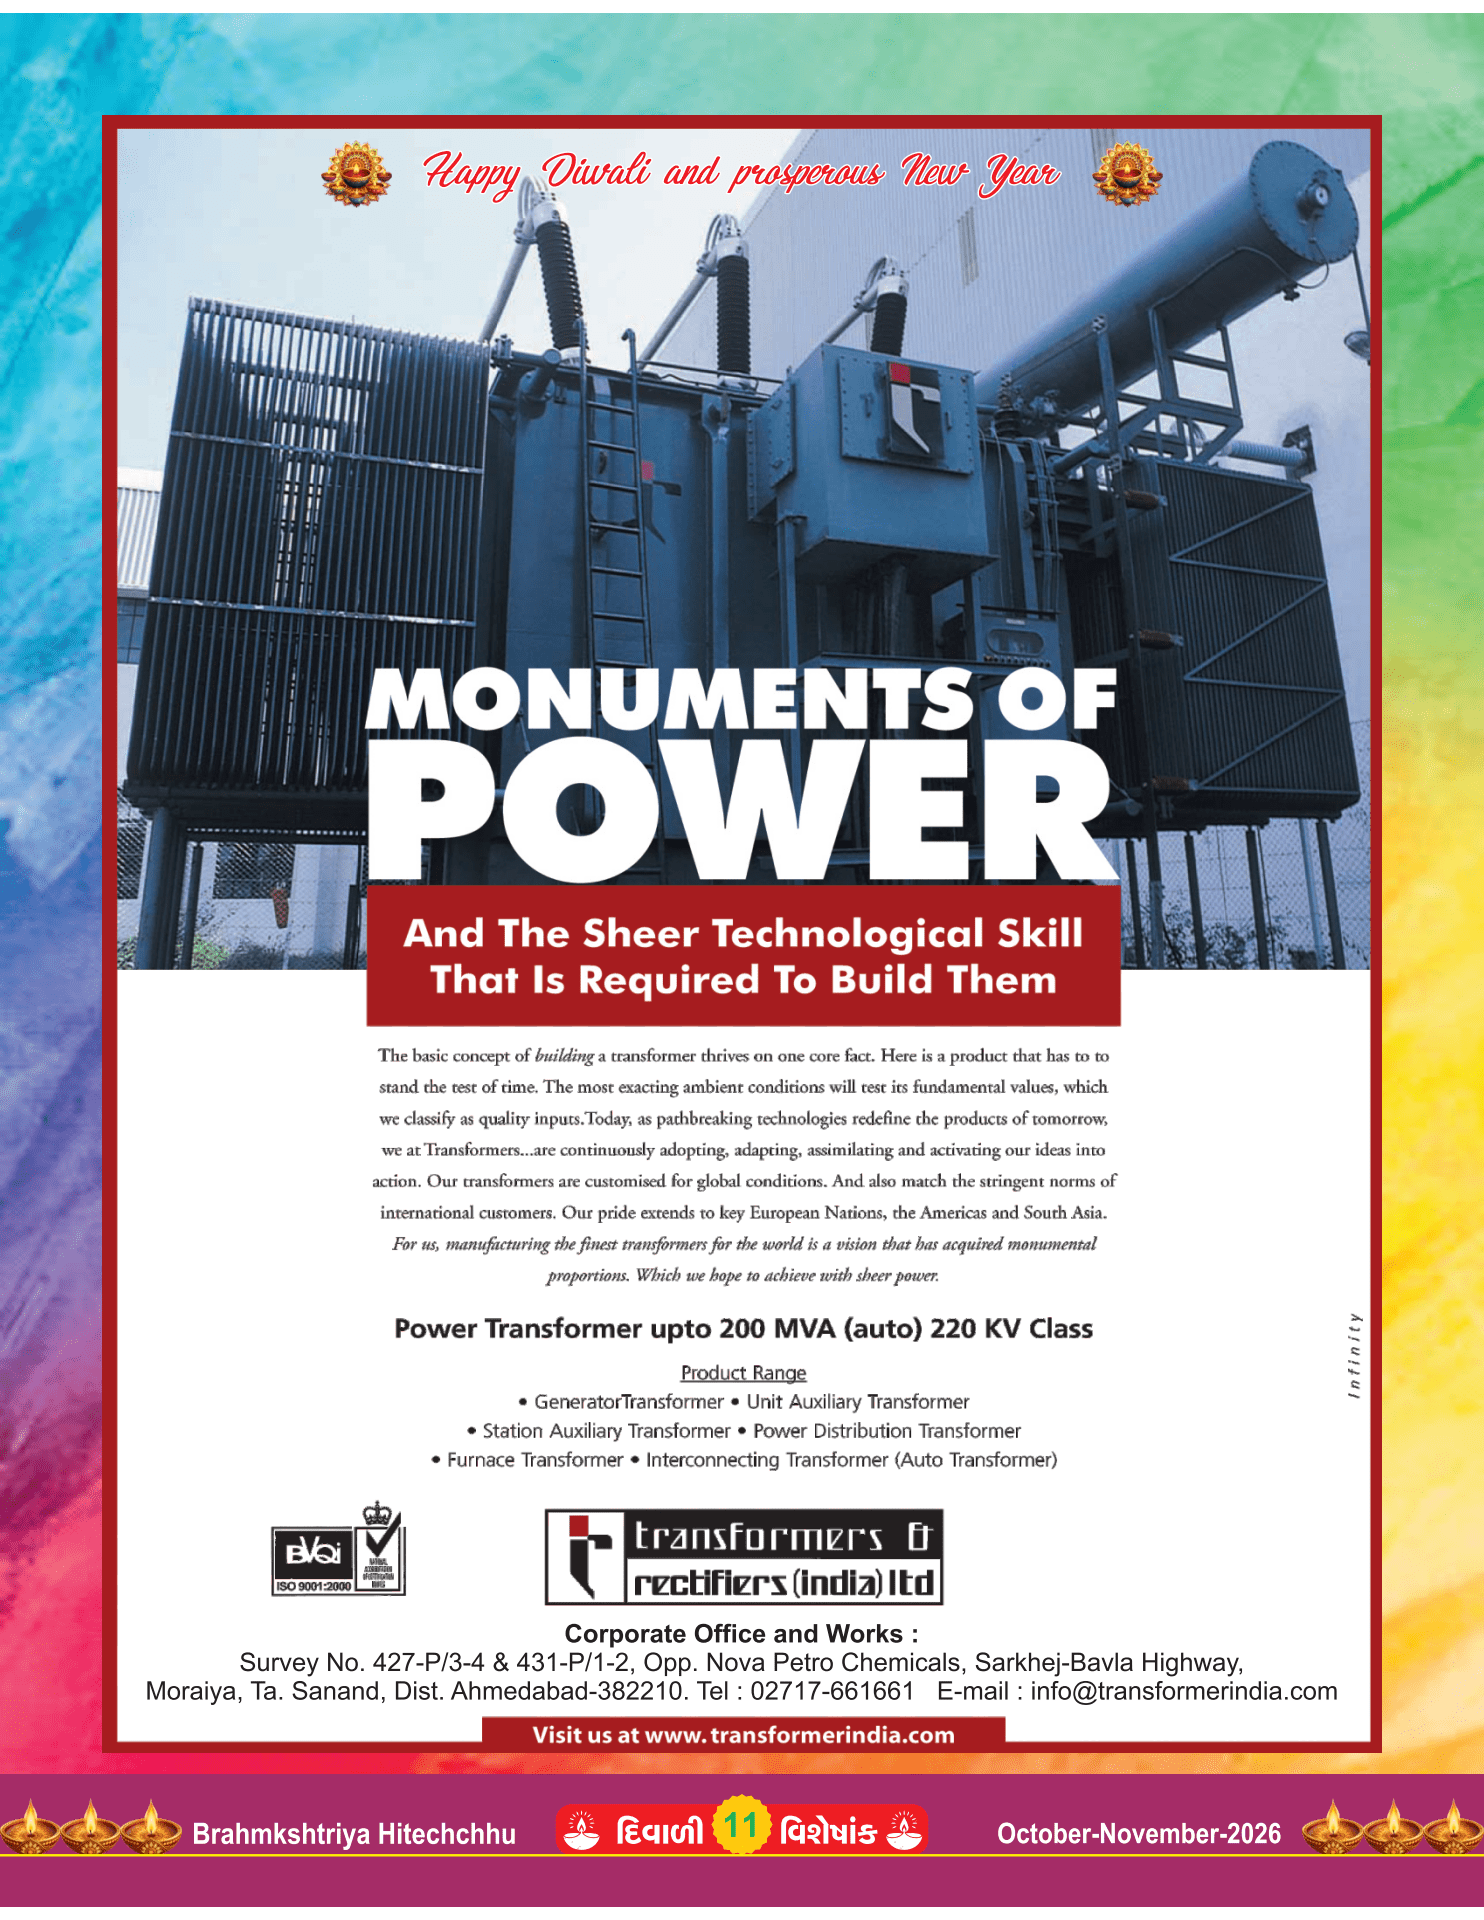 Happy Diwali and prosperous New Year
MONUMENTS OF
POWER
And The Sheer Technological Skill
That Is Required To Build Them
The basic concept of building a transformer thrives on one core fact. Here is a product that has to to
stand the test of time. The most exacting ambient conditions will test its fundamental values, which
we classify as quality inputs.Today, as pathbreaking technologies redefine the products of tomorrow,
we at Transformers...are continuously adopting, adapting, assimilating and activating our ideas into
action. Our transformers are customised for global conditions. And also match the stringent norms of
international customers. Our pride extends to key European Nations, the Americas and South Asia.
For us, manufacturing the finest transformers for the world is a vision that has acquired monumental
proportions. Which we hope to achieve with sheer power.
Power Transformer upto 200 MVA (auto) 220 KV Class
Product Range
• GeneratorTransformer • Unit Auxiliary Transformer
• Station Auxiliary Transformer • Power Distribution Transformer
• Furnace Transformer • Interconnecting Transformer (Auto Transformer)
Infinity
BVQi
ISO 9001:2000
NATIONAL
ACCREDITATION
OF CERTIFICATION
BODIES
transformers &
rectifiers (india) ltd
Corporate Office and Works :
Survey No. 427-P/3-4 & 431-P/1-2, Opp. Nova Petro Chemicals, Sarkhej-Bavla Highway,
Moraiya, Ta. Sanand, Dist. Ahmedabad-382210. Tel : 02717-661661 E-mail : info@transformerindia.com
Visit us at www.transformerindia.com
Brahmkshtriya Hitechchhu દિવાળી 11 વિશેષાંક October-November-2026